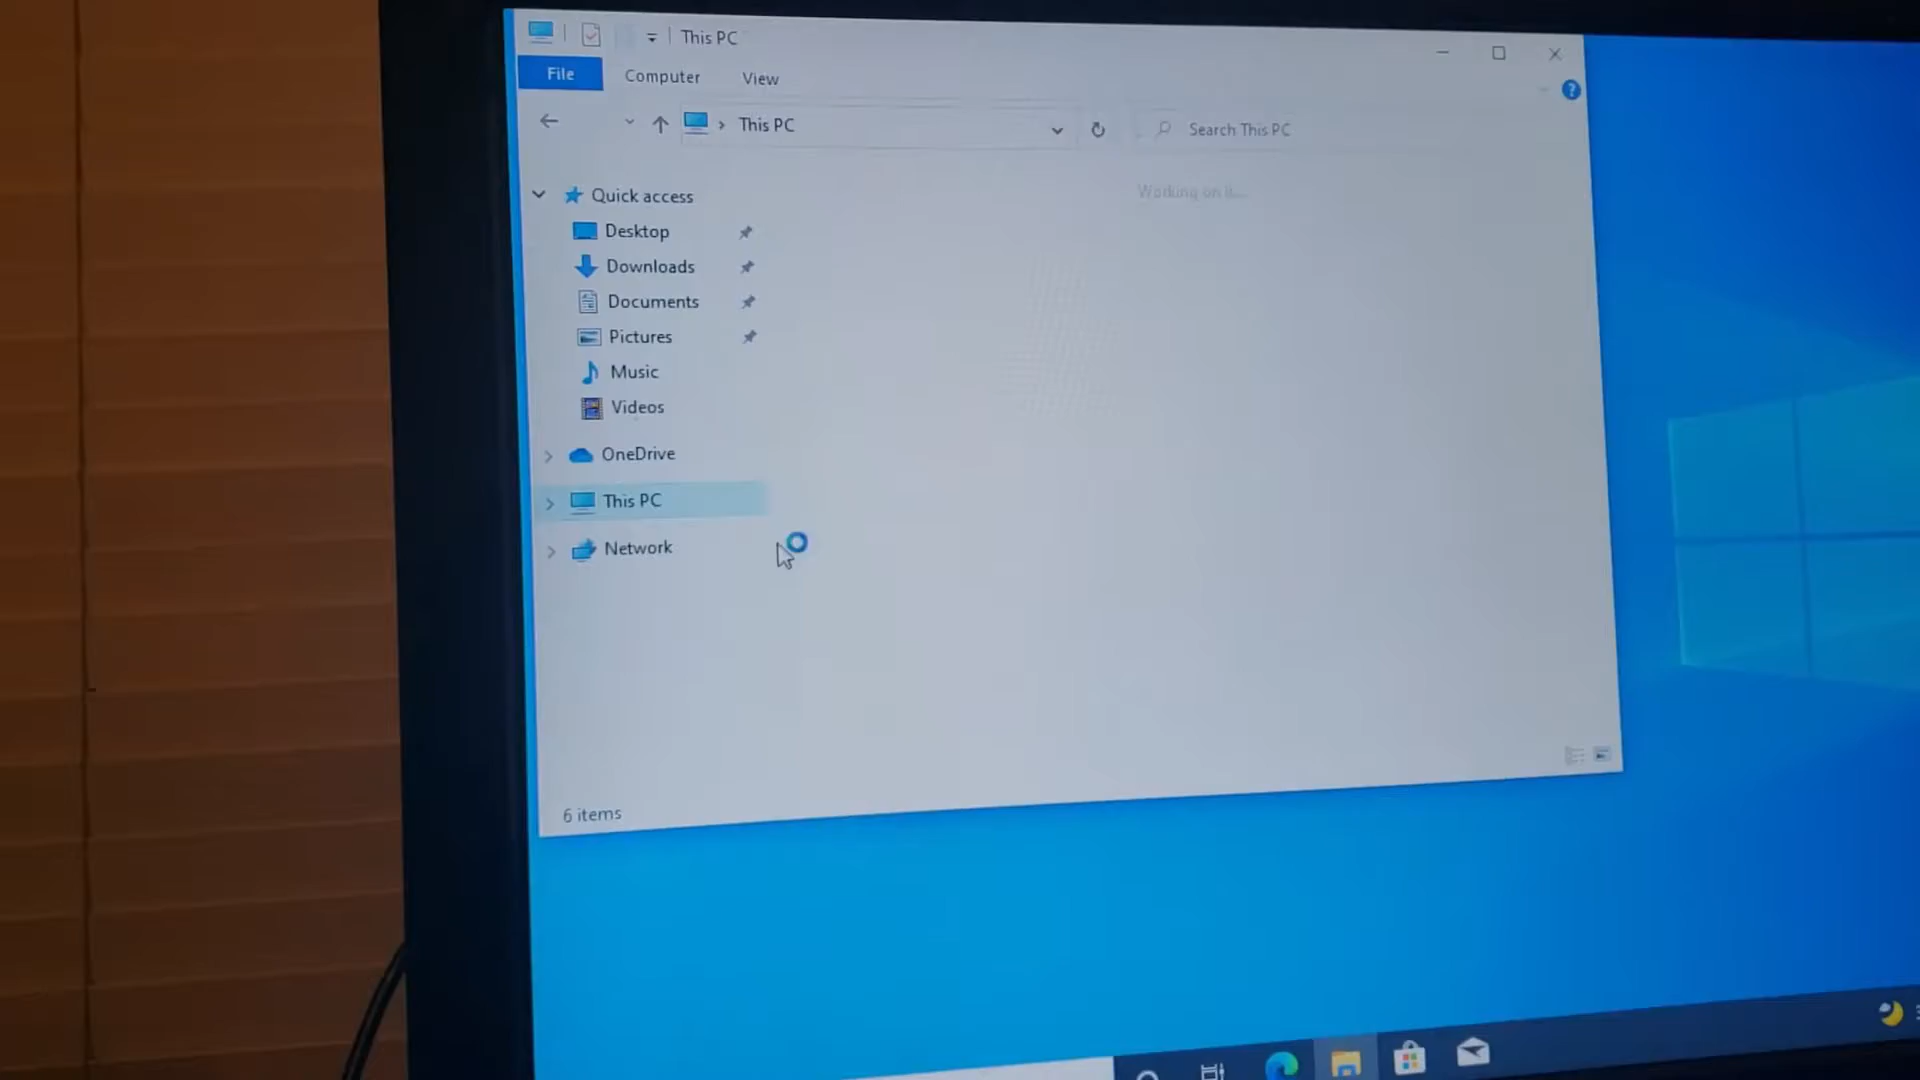 This PC
File Computer View
This PC
Search This PC
Working on it...
Quick access
Desktop
Downloads
Documents
Pictures
Music
Videos
OneDrive
This PC
Network
6 items